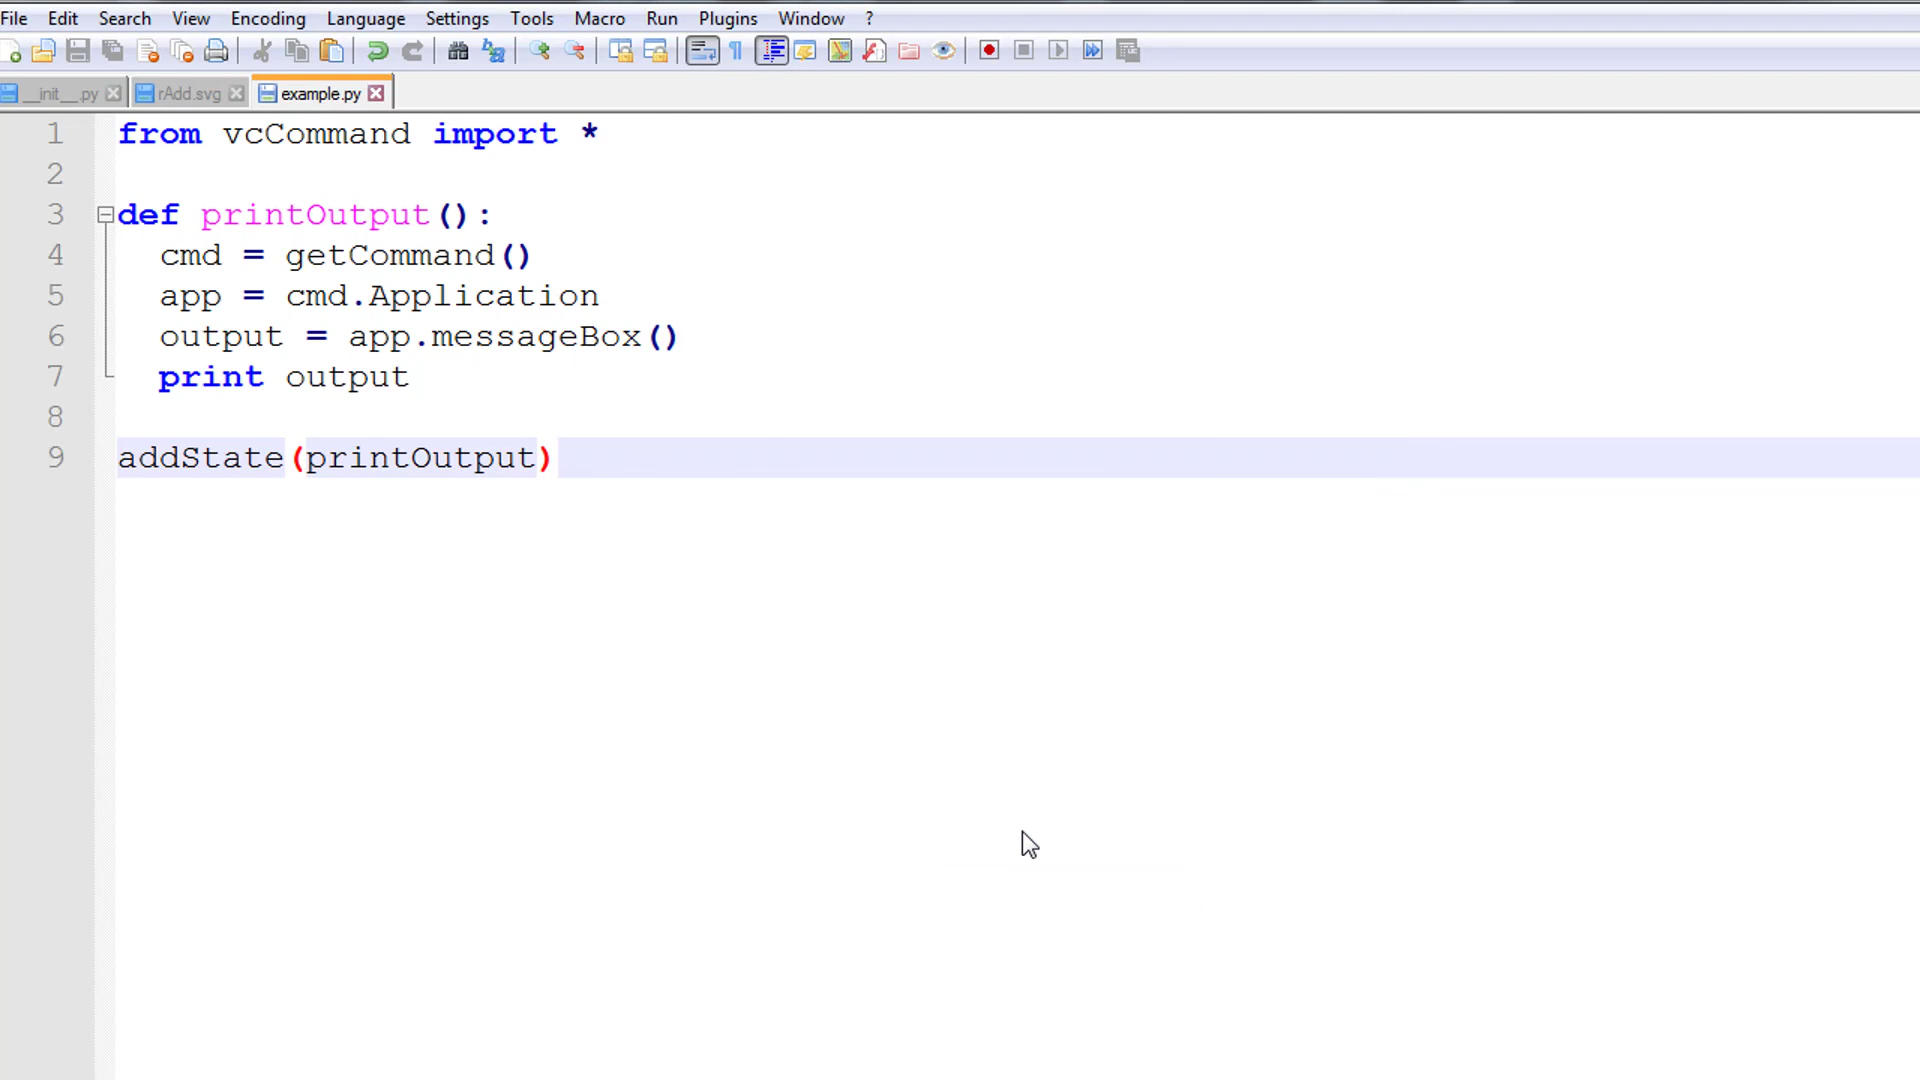 File Edit Search View Encoding Language Settings Tools Macro Run Plugins Window ?
__init__.py rAdd.svg example.py
1 from vcCommand import *
2
3 def printOutput():
4 cmd = getCommand()
5 app = cmd.Application
6 output = app.messageBox()
7 print output
8
9 addState(printOutput)